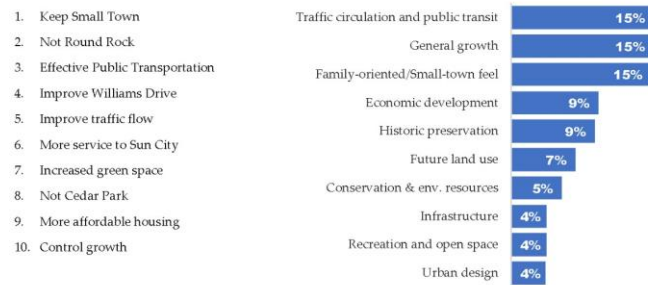 1. Keep Small Town
2. Not Round Rock
3. Effective Public Transportation
4. Improve Williams Drive
5. Improve traffic flow
6. More service to Sun City
7. Increased green space
8. Not Cedar Park
9. More affordable housing
10. Control growth
Traffic circulation and public transit 15%
General growth 15%
Family-oriented/Small-town feel 15%
Economic development 9%
Historic preservation 9%
Future land use 7%
Conservation & env. resources 5%
Infrastructure 4%
Recreation and open space 4%
Urban design 4%